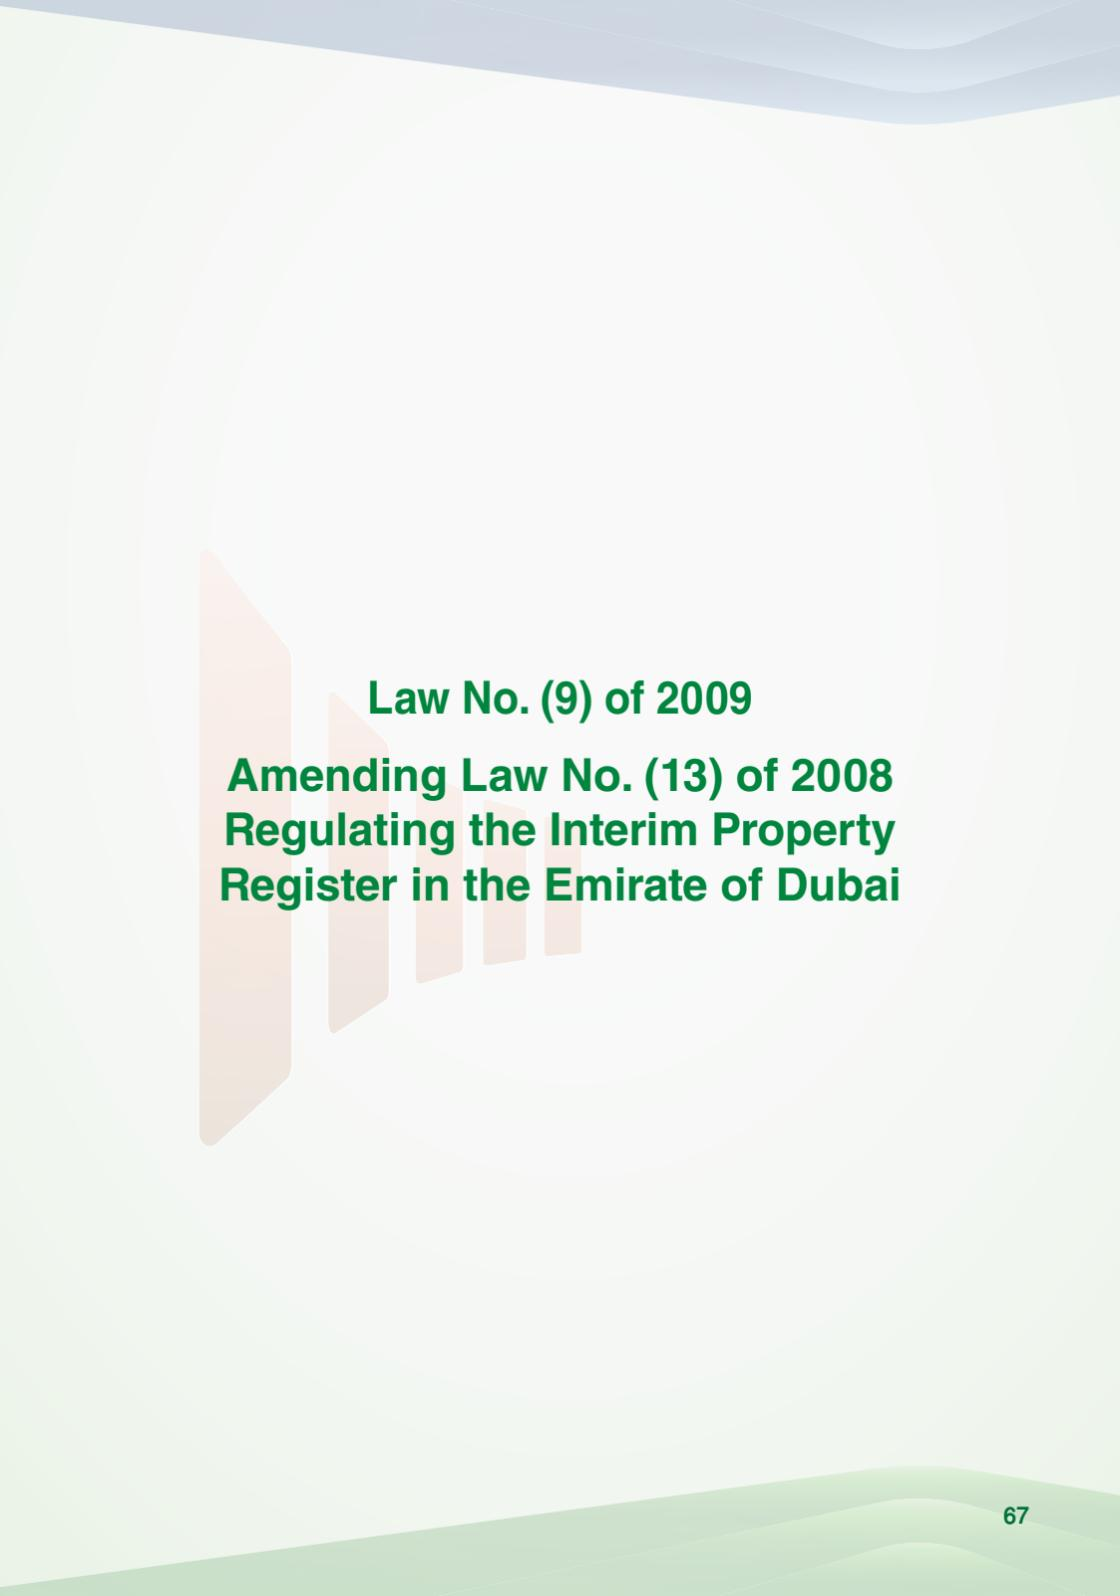 Law No. (9) of 2009
Amending Law No. (13) of 2008
Regulating the Interim Property
Register in the Emirate of Dubai
67